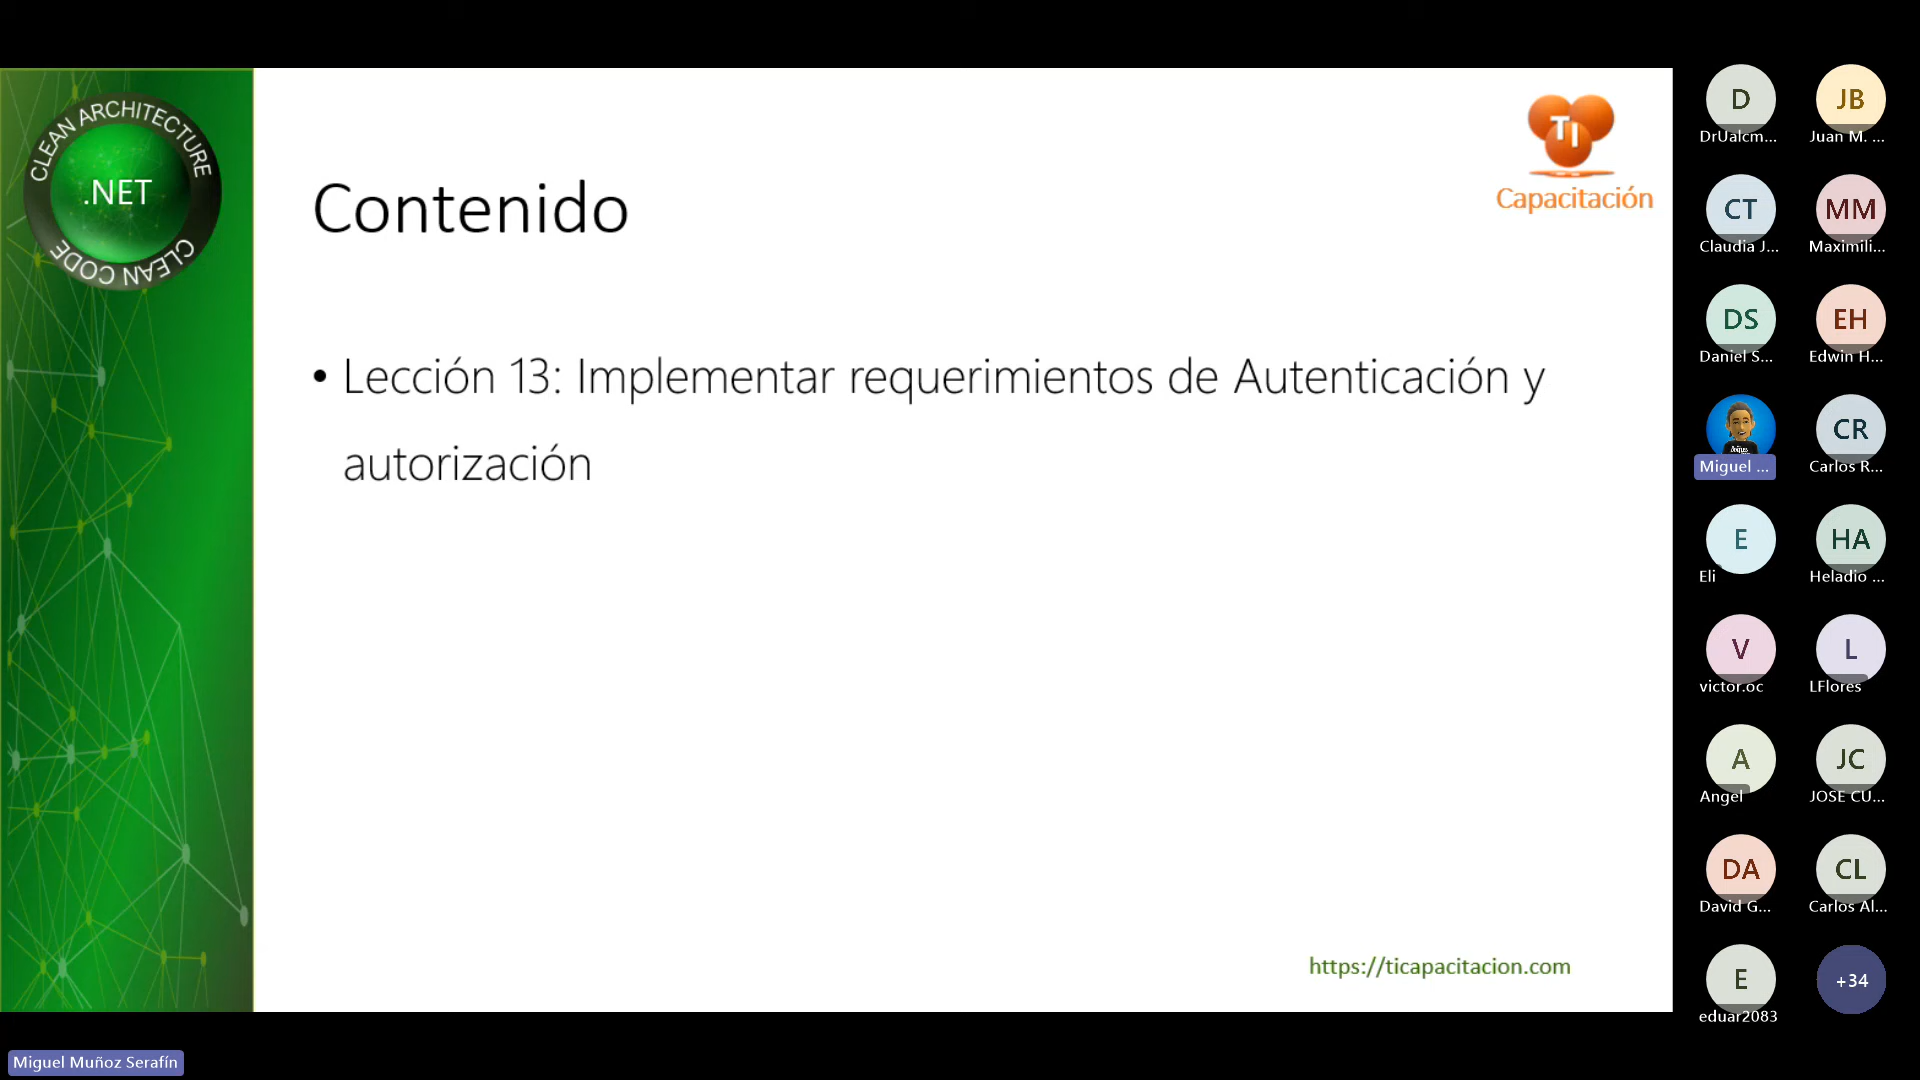 CLEAN ARCHITECTURE
.NET
CLEAN CODE
TI
Capacitación
Contenido
• Lección 13: Implementar requerimientos de Autenticación y
autorización
https://ticapacitacion.com
D
DrUalcm...
JB
Juan M. ...
CT
Claudia J...
MM
Maximili...
DS
Daniel S...
EH
Edwin H...
Miguel ...
CR
Carlos R...
E
Eli
HA
Heladio ...
V
victor.oc
L
LFlores
A
Angel
JC
JOSE CU...
DA
David G...
CL
Carlos Al...
E
eduar2083
+34
Miguel Muñoz Serafín